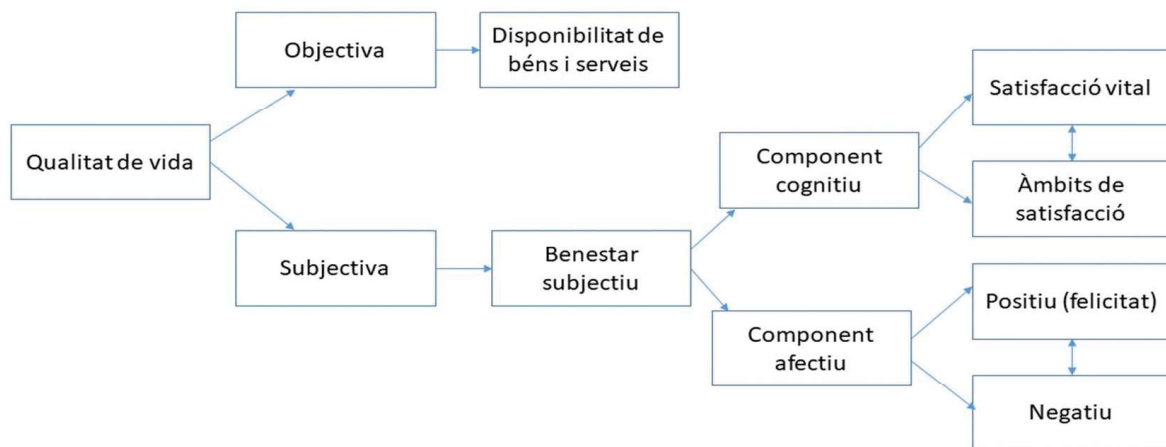 Objectiva
Disponibilitat de
béns i serveis
Qualitat de vida
Subjectiva
Benestar
subjectiu
Component
cognitiu
Satisfacció vital
Àmbits de
satisfacció
Component
afectiu
Positiu (felicitat)
Negatiu